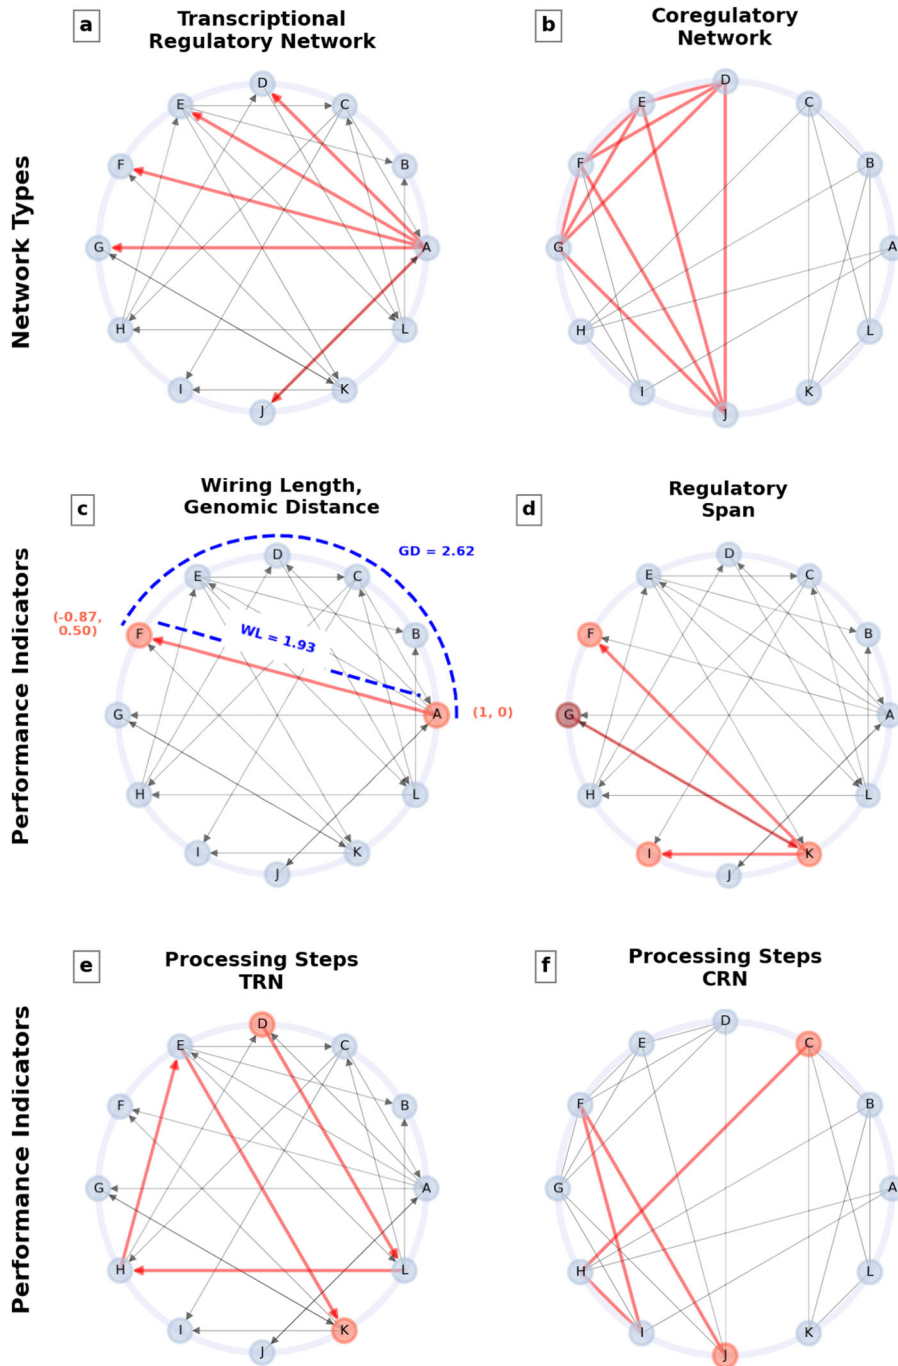 a
Transcriptional
Regulatory Network
b
Coregulatory
Network
Network Types
D
E
C
F
B
G
A
H
L
I
K
J
D
E
C
F
B
G
A
H
L
I
K
J
c
Wiring Length,
Genomic Distance
d
Regulatory
Span
Performance Indicators
GD = 2.62
(-0.87,
0.50)
WL = 1.93
(1, 0)
D
E
C
F
B
G
A
H
L
I
K
J
D
E
C
F
B
G
A
H
L
I
K
J
e
Processing Steps
TRN
f
Processing Steps
CRN
Performance Indicators
D
E
C
F
B
G
A
H
L
I
K
J
D
E
C
F
B
G
A
H
L
I
K
J